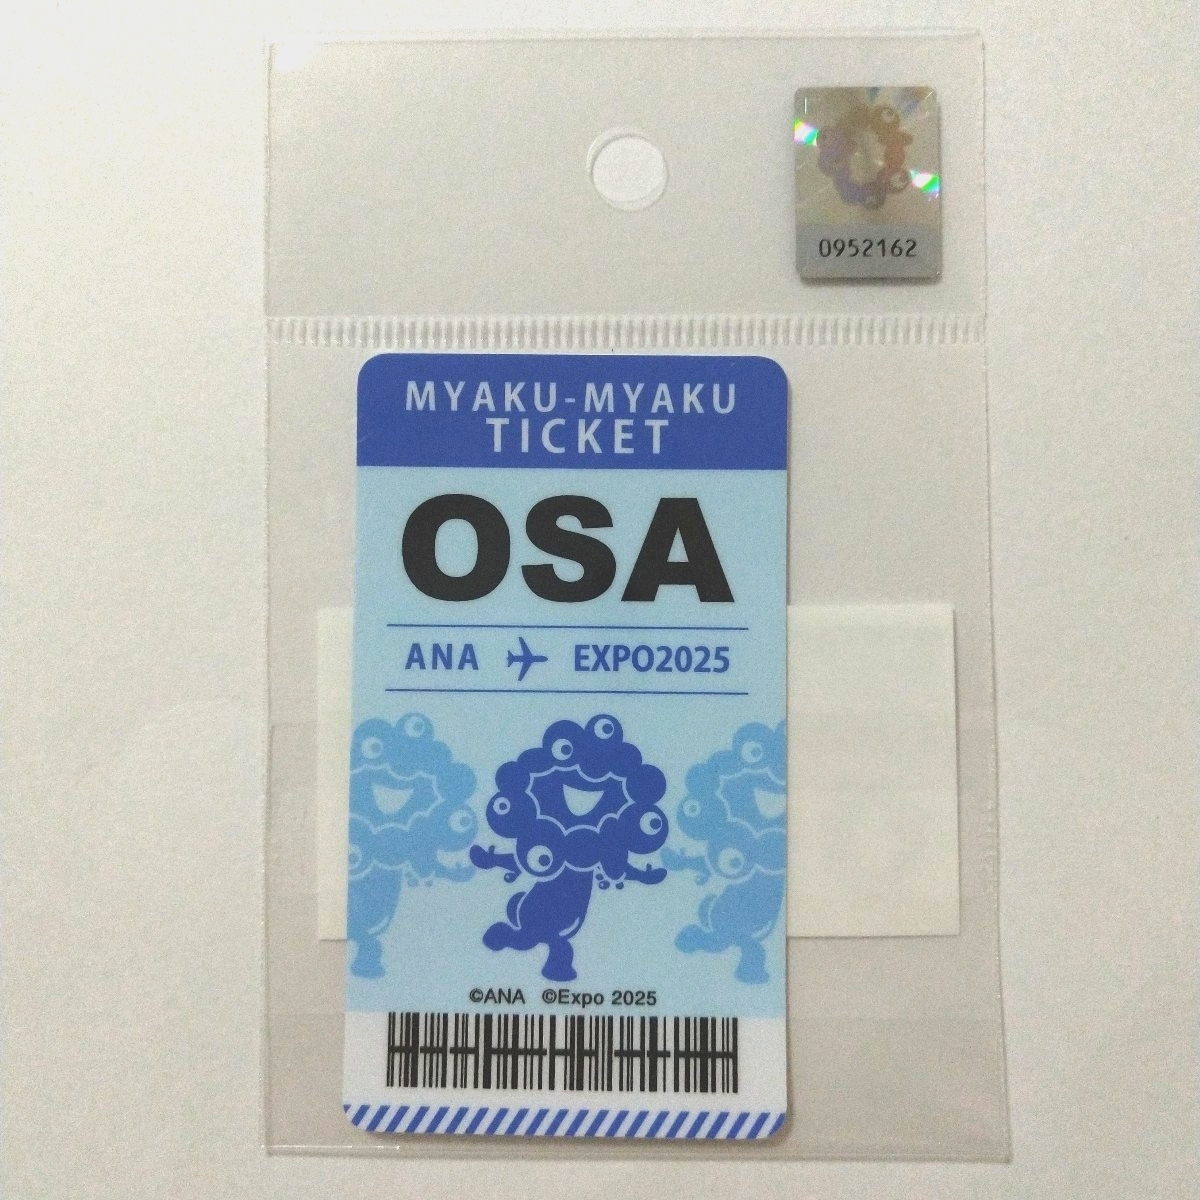 0952162
MYAKU-MYAKU
TICKET
OSA
ANA EXPO2025
©ANA ©Expo 2025